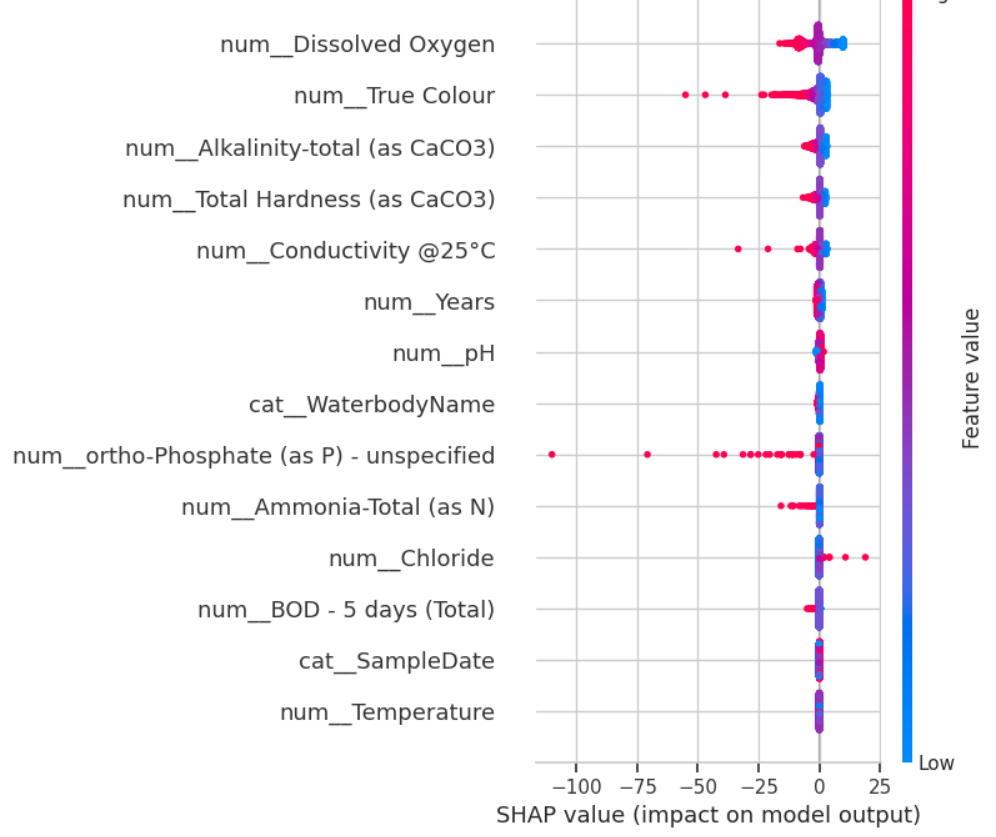 num__Dissolved Oxygen
num__True Colour
num__Alkalinity-total (as CaCO3)
num__Total Hardness (as CaCO3)
num__Conductivity @25°C
num__Years
num__pH
cat__WaterbodyName
num__ortho-Phosphate (as P) - unspecified
num__Ammonia-Total (as N)
num__Chloride
num__BOD - 5 days (Total)
cat__SampleDate
num__Temperature
−100 −75 −50 −25 0 25
SHAP value (impact on model output)
Low
Feature value